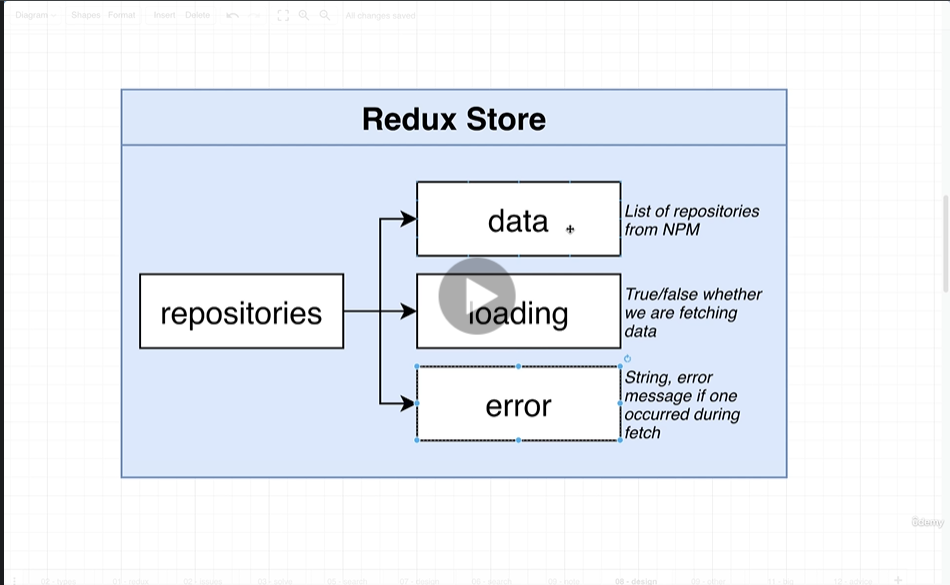 Diagram
Shapes Format
Insert Delete
All changes saved
Redux Store
data
List of repositories
from NPM
repositories
loading
True/false whether
we are fetching
data
error
String, error
message if one
occurred during
fetch
ûdemy
08 - design